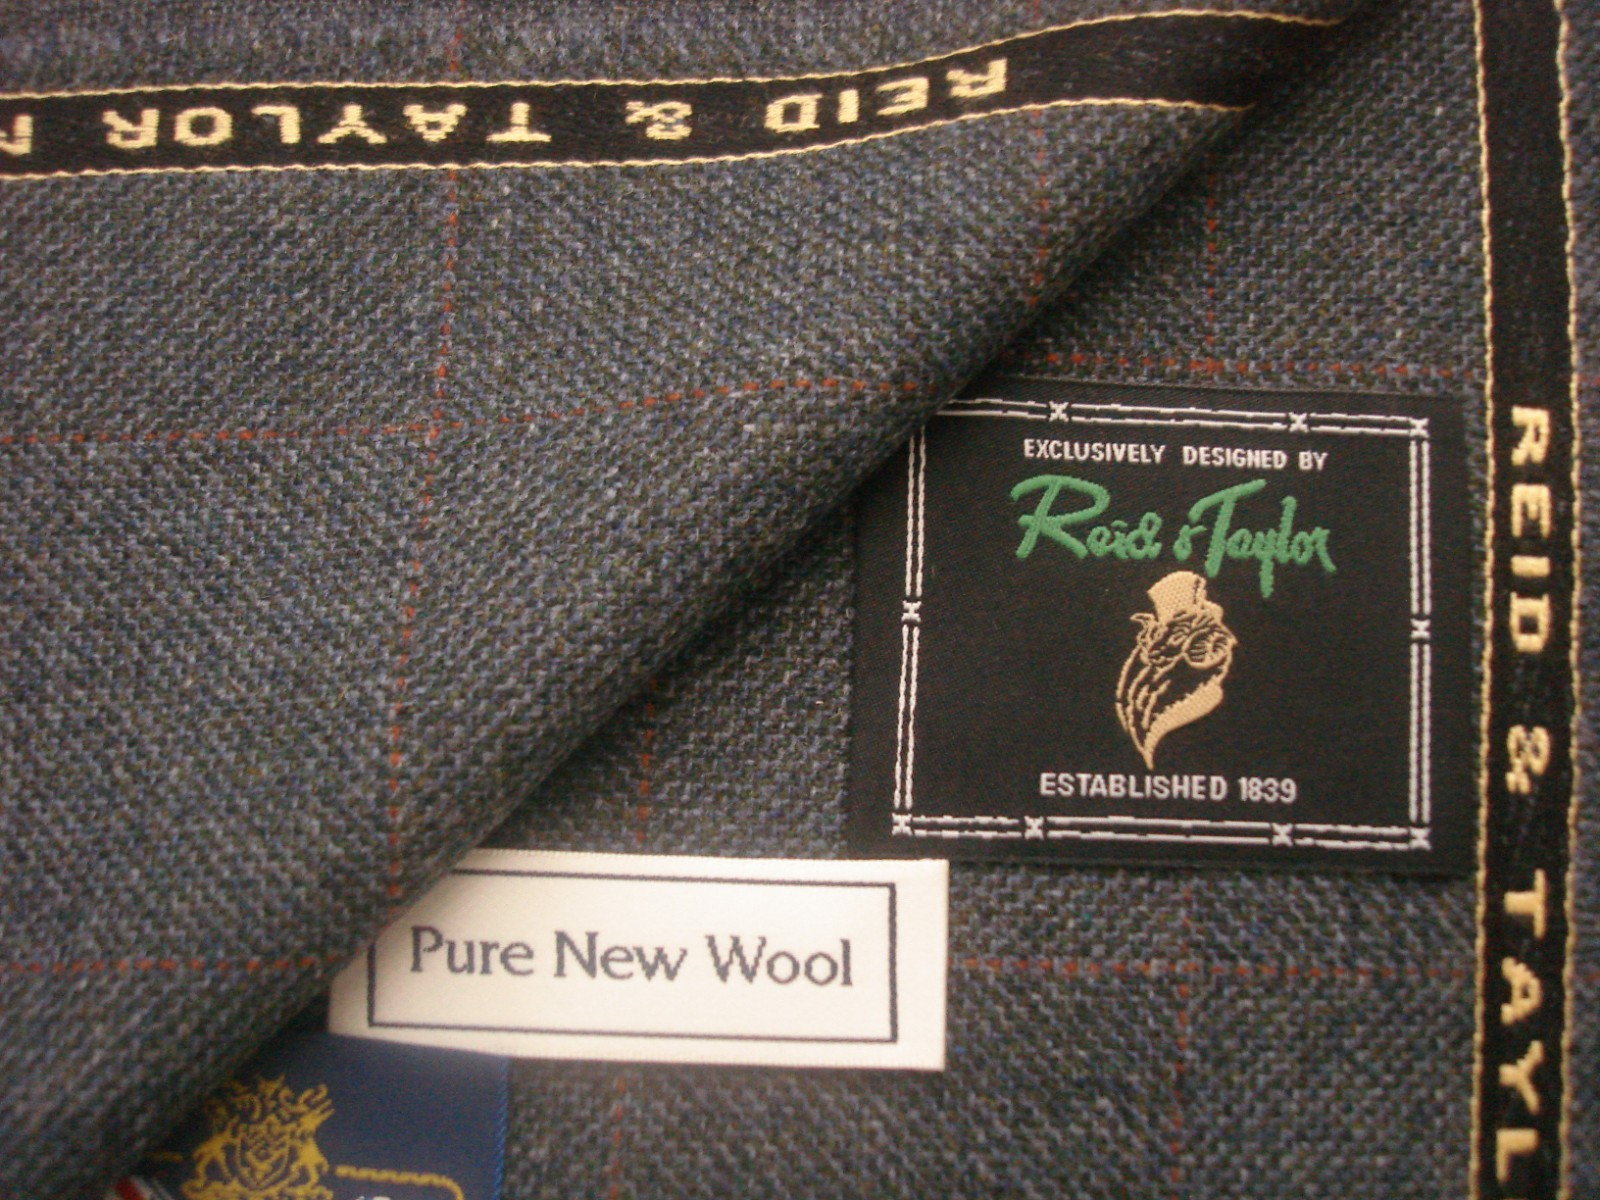 REID & TAYLOR
EXCLUSIVELY DESIGNED BY
Reid & Taylor
ESTABLISHED 1839
REID & TAYL
Pure New Wool